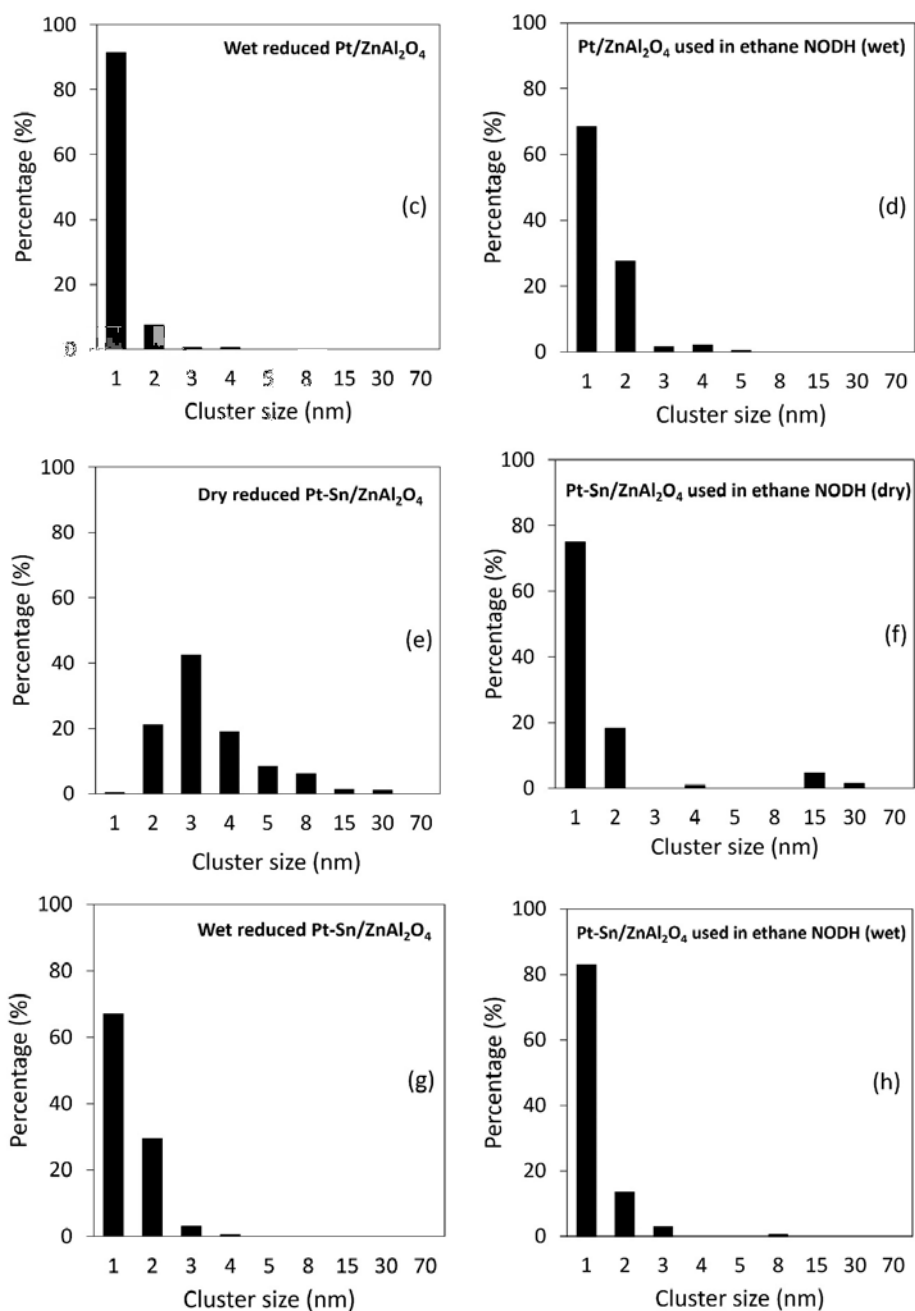 100
80
60
40
20
0
Percentage (%)
Wet reduced Pt/ZnAl₂O₄
(c)
1 2 3 4 5 8 15 30 70
Cluster size (nm)
100
80
60
40
20
0
Percentage (%)
Pt/ZnAl₂O₄ used in ethane NODH (wet)
(d)
1 2 3 4 5 8 15 30 70
Cluster size (nm)
100
80
60
40
20
0
Percentage (%)
Dry reduced Pt-Sn/ZnAl₂O₄
(e)
1 2 3 4 5 8 15 30 70
Cluster size (nm)
100
80
60
40
20
0
Percentage (%)
Pt-Sn/ZnAl₂O₄ used in ethane NODH (dry)
(f)
1 2 3 4 5 8 15 30 70
Cluster size (nm)
100
80
60
40
20
0
Percentage (%)
Wet reduced Pt-Sn/ZnAl₂O₄
(g)
1 2 3 4 5 8 15 30 70
Cluster size (nm)
100
80
60
40
20
0
Percentage (%)
Pt-Sn/ZnAl₂O₄ used in ethane NODH (wet)
(h)
1 2 3 4 5 8 15 30 70
Cluster size (nm)